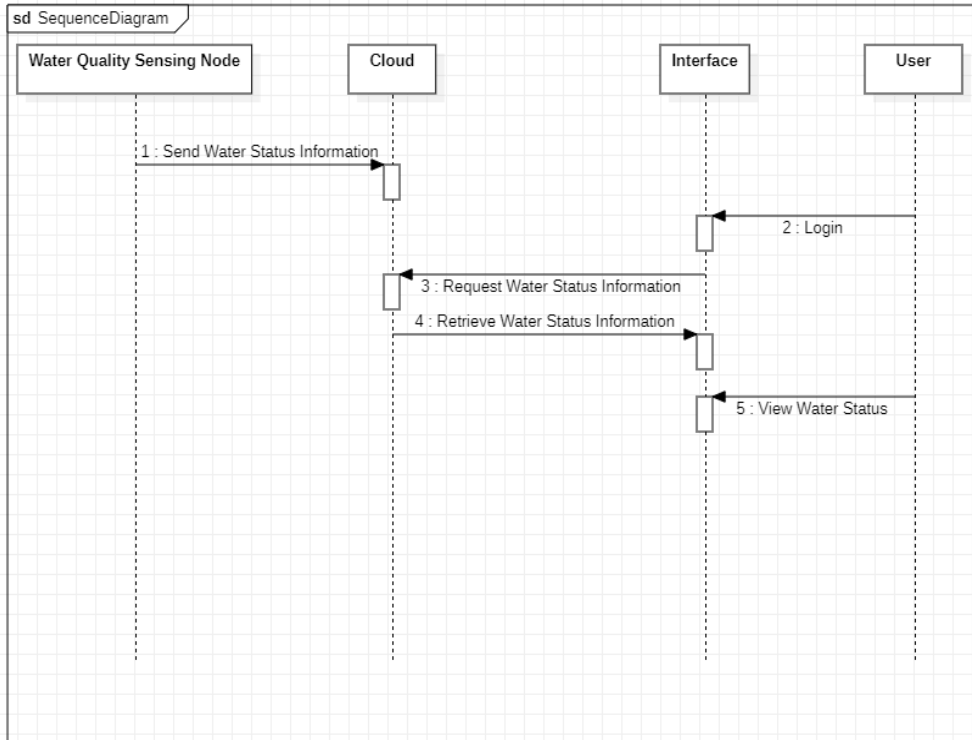 sd SequenceDiagram
Water Quality Sensing Node
Cloud
Interface
User
1 : Send Water Status Information
2 : Login
3 : Request Water Status Information
4 : Retrieve Water Status Information
5 : View Water Status